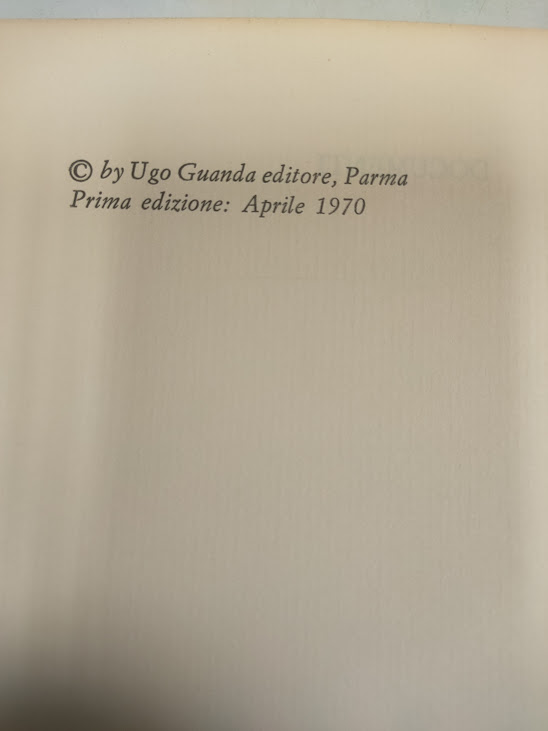 © by Ugo Guanda editore, Parma
Prima edizione: Aprile 1970